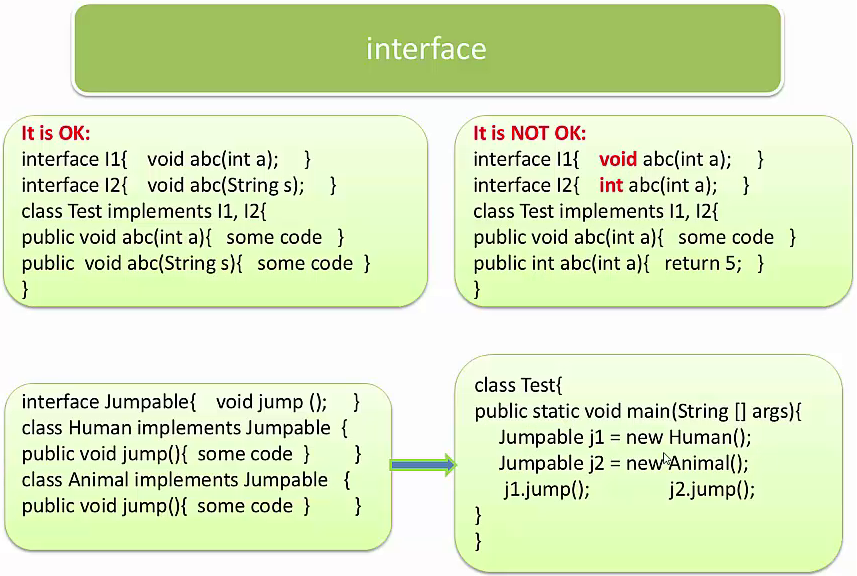 interface
It is OK:
interface I1{ void abc(int a); }
interface I2{ void abc(String s); }
class Test implements I1, I2{
public void abc(int a){ some code }
public void abc(String s){ some code }
}
It is NOT OK:
interface I1{ void abc(int a); }
interface I2{ int abc(int a); }
class Test implements I1, I2{
public void abc(int a){ some code }
public int abc(int a){ return 5; }
}
interface Jumpable{ void jump (); }
class Human implements Jumpable {
public void jump(){ some code } }
class Animal implements Jumpable {
public void jump(){ some code } }
class Test{
public static void main(String [] args){
Jumpable j1 = new Human();
Jumpable j2 = new Animal();
j1.jump(); j2.jump();
}
}